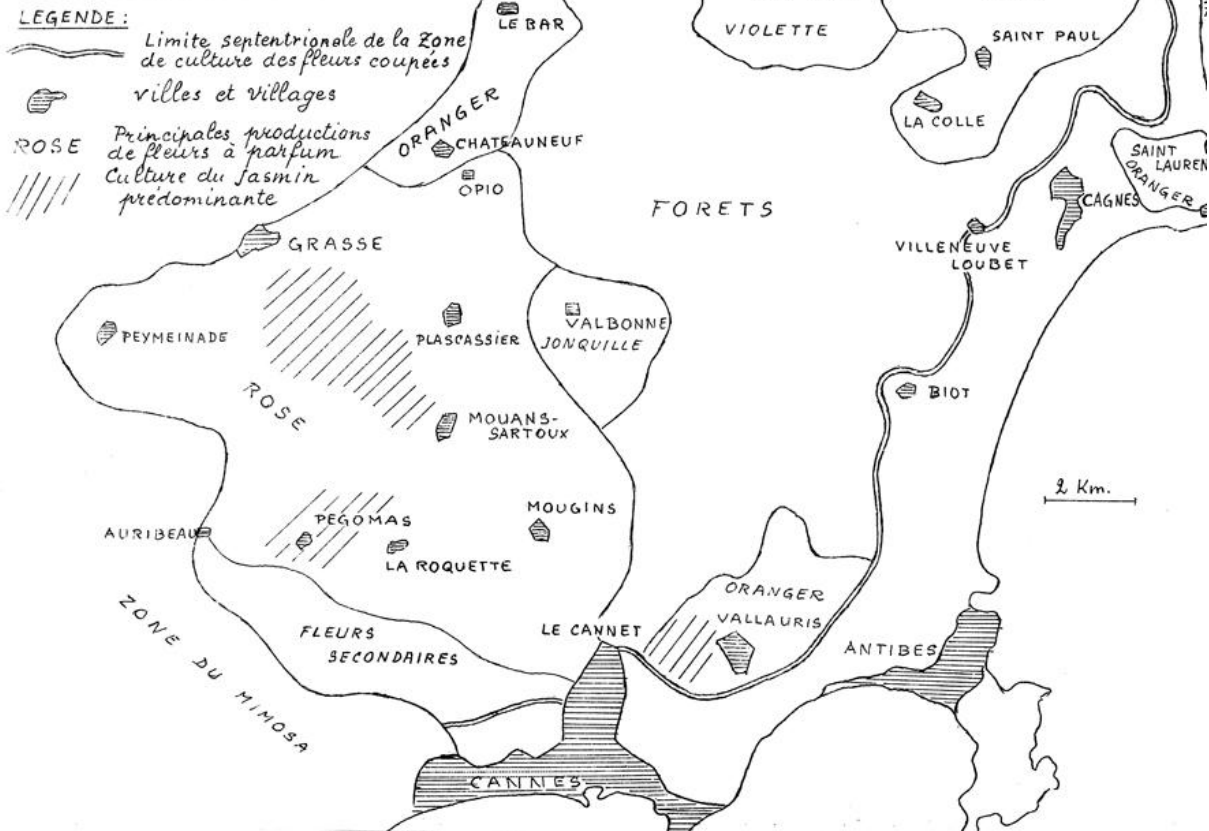 LEGENDE :
Limite septentrionale de la Zone
de culture des fleurs coupées
villes et villages
ROSE
Principales productions
de fleurs à parfum
Culture du Jasmin
prédominante
LE BAR
VIOLETTE
SAINT PAUL
LA COLLE
ORANGER
CHATEAUNEUF
OPIO
SAINT
LAUREN
ORANGER
CAGNES
FORETS
GRASSE
VILLENEUVE
LOUBET
PEYMEINADE
PLASCASSIER
VALBONNE
JONQUILLE
ROSE
BIOT
MOUANS-
SARTOUX
2 Km.
PEGOMAS
MOUGINS
AURIBEAU
LA ROQUETTE
ORANGER
VALLAURIS
ZONE DU MIMOSA
FLEURS
SECONDAIRES
LE CANNET
ANTIBES
CANNES